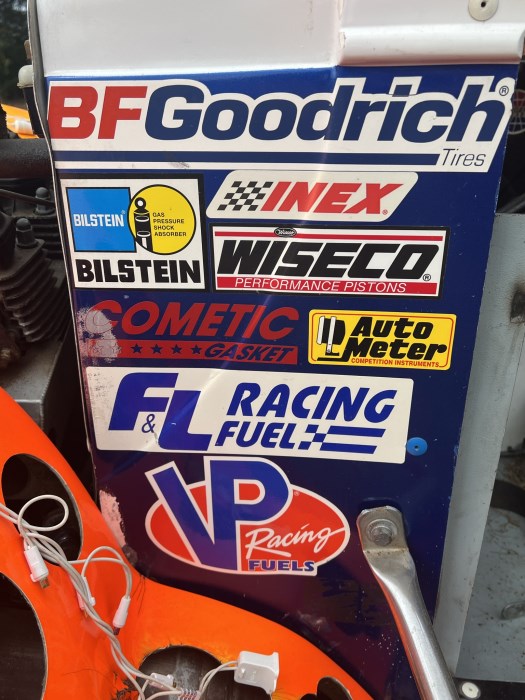 BFGoodrich®
Tires
BILSTEIN®
GAS
PRESSURE
SHOCK
ABSORBER
BILSTEIN
INEX®
Wiseco
WISECO®
PERFORMANCE PISTONS
COMETIC
GASKET
Auto
Meter
COMPETITION INSTRUMENTS
F&L RACING
FUEL
VP
Racing
FUELS